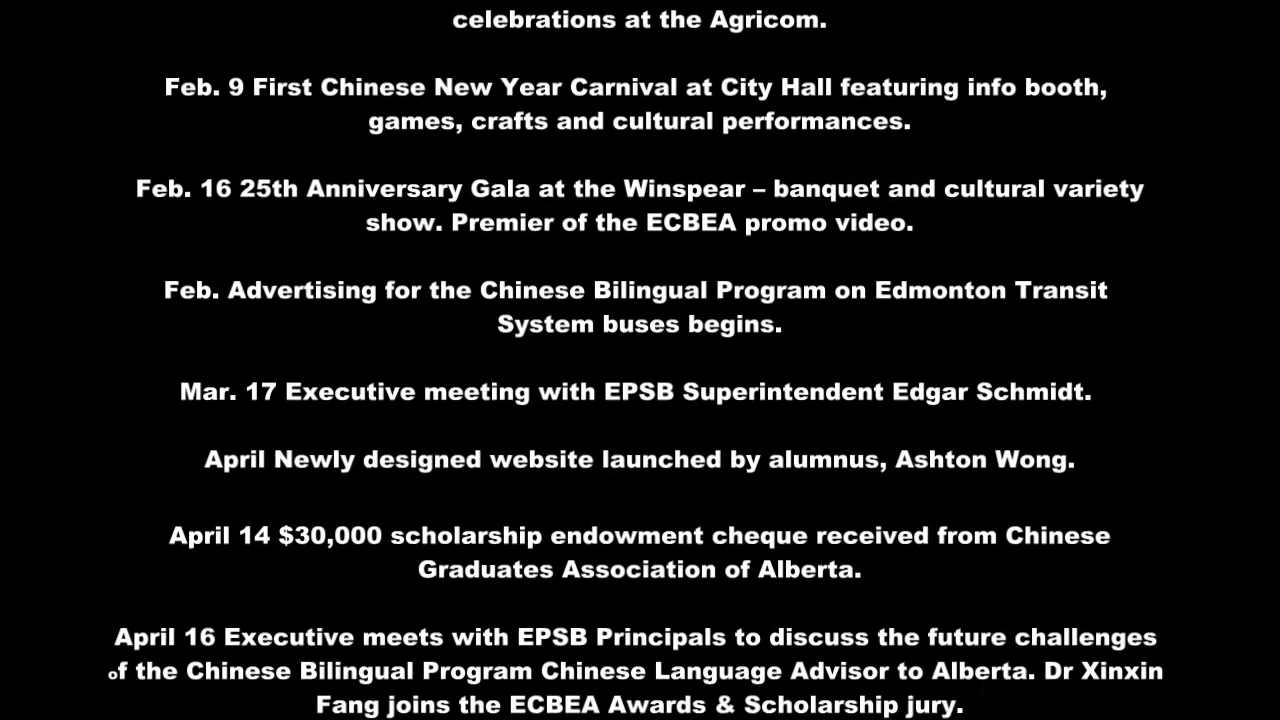 celebrations at the Agricom.
Feb. 9 First Chinese New Year Carnival at City Hall featuring info booth,
games, crafts and cultural performances.
Feb. 16 25th Anniversary Gala at the Winspear – banquet and cultural variety
show. Premier of the ECBEA promo video.
Feb. Advertising for the Chinese Bilingual Program on Edmonton Transit
System buses begins.
Mar. 17 Executive meeting with EPSB Superintendent Edgar Schmidt.
April Newly designed website launched by alumnus, Ashton Wong.
April 14 $30,000 scholarship endowment cheque received from Chinese
Graduates Association of Alberta.
April 16 Executive meets with EPSB Principals to discuss the future challenges
of the Chinese Bilingual Program Chinese Language Advisor to Alberta. Dr Xinxin
Fang joins the ECBEA Awards & Scholarship jury.